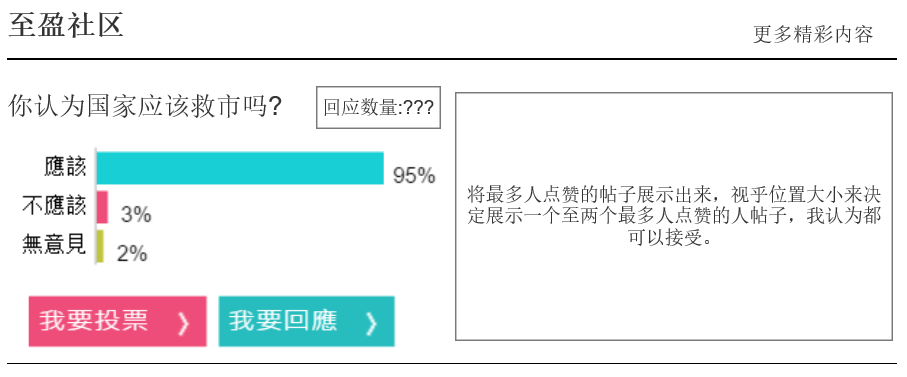 至盈社区
更多精彩内容
你认为国家应该救市吗?
回应数量:???
應該
95%
不應該
3%
無意見
2%
我要投票 〉
我要回應 〉
将最多人点赞的帖子展示出来，视乎位置大小来决
定展示一个至两个最多人点赞的人帖子，我认为都
可以接受。